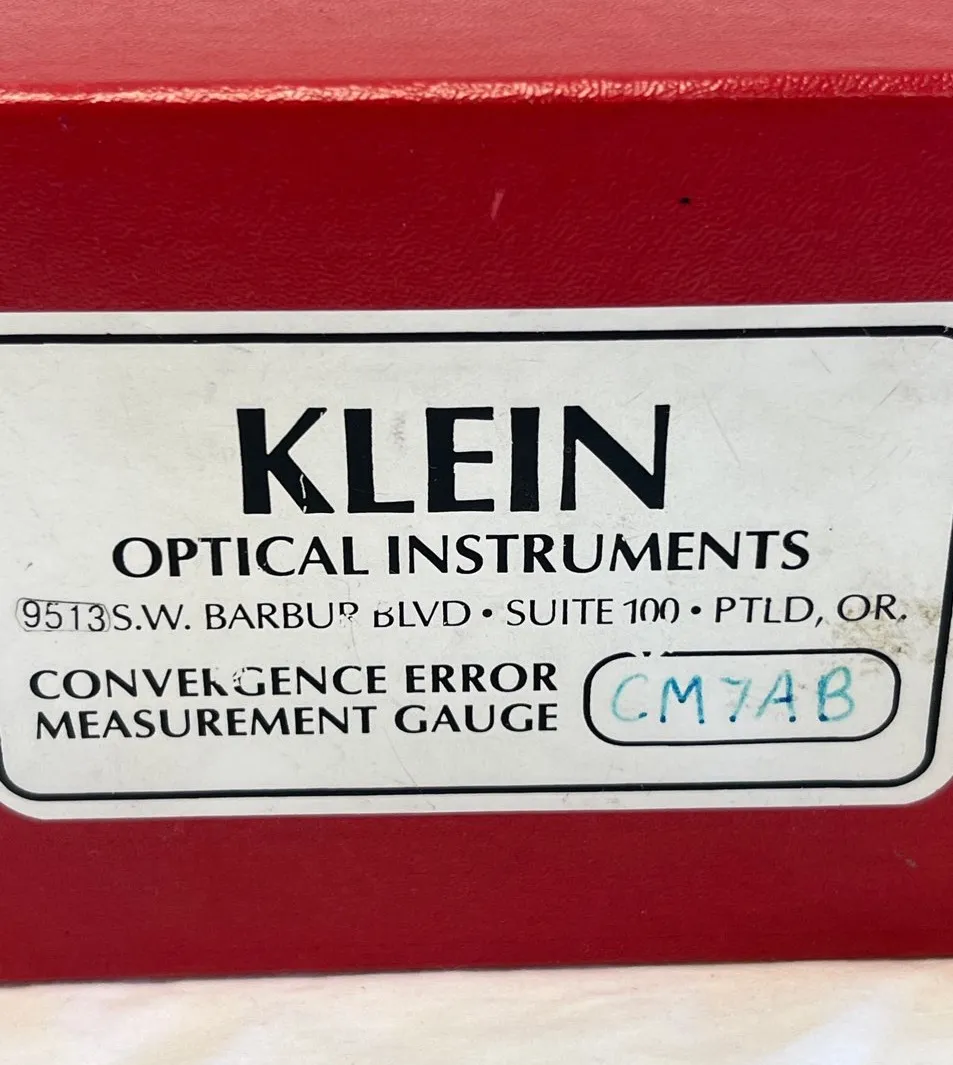 KLEIN
OPTICAL INSTRUMENTS
9513 S.W. BARBUR BLVD • SUITE 100 • PTLD, OR.
CONVERGENCE ERROR
MEASUREMENT GAUGE
CM7AB